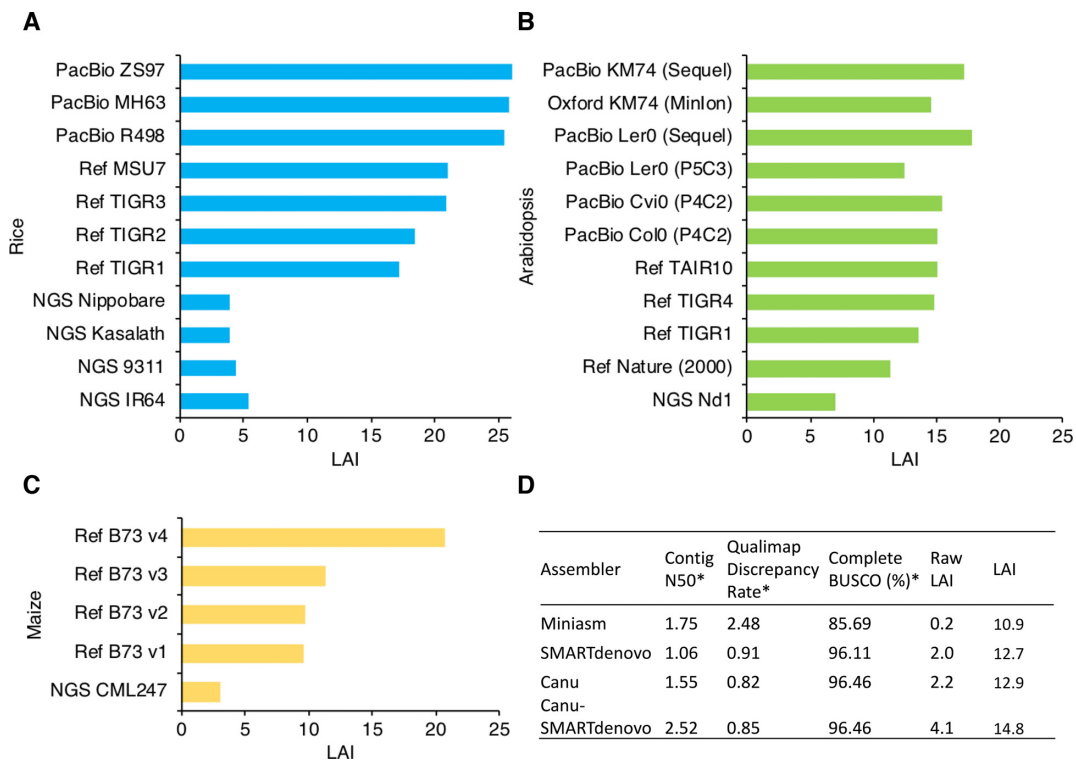 A
PacBio ZS97
PacBio MH63
PacBio R498
Ref MSU7
Ref TIGR3
Ref TIGR2
Ref TIGR1
NGS Nippobare
NGS Kasalath
NGS 9311
NGS IR64
Rice
0 5 10 15 20 25
LAI
B
PacBio KM74 (Sequel)
Oxford KM74 (MinIon)
PacBio Ler0 (Sequel)
PacBio Ler0 (P5C3)
PacBio Cvi0 (P4C2)
PacBio Col0 (P4C2)
Ref TAIR10
Ref TIGR4
Ref TIGR1
Ref Nature (2000)
NGS Nd1
Arabidopsis
0 5 10 15 20 25
LAI
C
Ref B73 v4
Ref B73 v3
Ref B73 v2
Ref B73 v1
NGS CML247
Maize
0 5 10 15 20 25
LAI
D
Assembler Contig N50* Qualimap Discrepancy Rate* Complete BUSCO (%)* Raw LAI LAI
Miniasm 1.75 2.48 85.69 0.2 10.9
SMARTdenovo 1.06 0.91 96.11 2.0 12.7
Canu 1.55 0.82 96.46 2.2 12.9
Canu-
SMARTdenovo 2.52 0.85 96.46 4.1 14.8